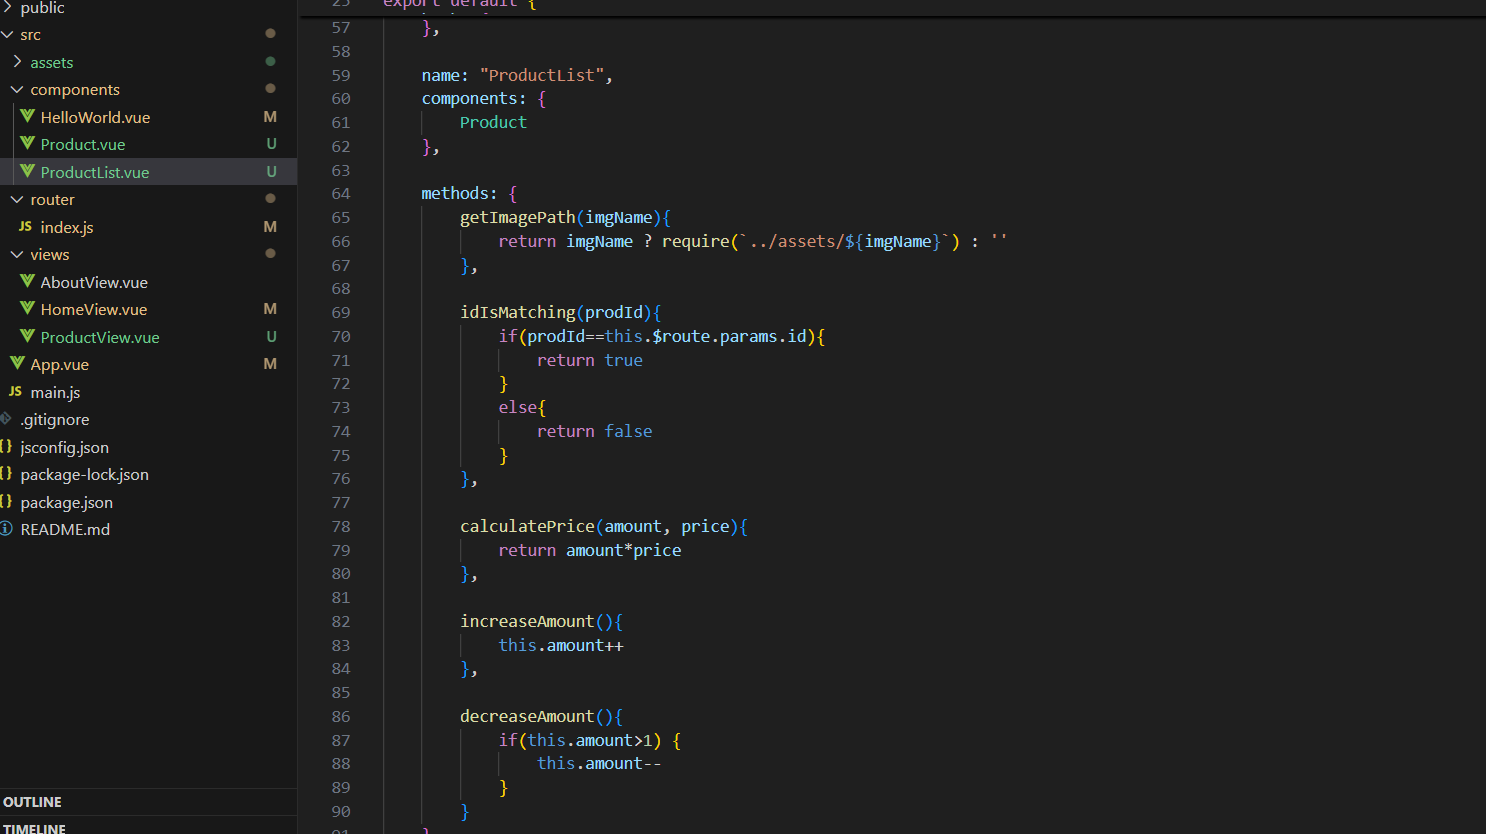 public
src
assets
components
HelloWorld.vue M
Product.vue U
ProductList.vue U
router
JS index.js M
views
AboutView.vue
HomeView.vue M
ProductView.vue U
App.vue M
JS main.js
.gitignore
{} jsconfig.json
{} package-lock.json
{} package.json
README.md
OUTLINE
TIMELINE
25 export default {
57 },
58
59 name: "ProductList",
60 components: {
61 Product
62 },
63
64 methods: {
65 getImagePath(imgName){
66 return imgName ? require(`../assets/${imgName}`) : ''
67 },
68
69 idIsMatching(prodId){
70 if(prodId==this.$route.params.id){
71 return true
72 }
73 else{
74 return false
75 }
76 },
77
78 calculatePrice(amount, price){
79 return amount*price
80 },
81
82 increaseAmount(){
83 this.amount++
84 },
85
86 decreaseAmount(){
87 if(this.amount>1) {
88 this.amount--
89 }
90 }
91 }